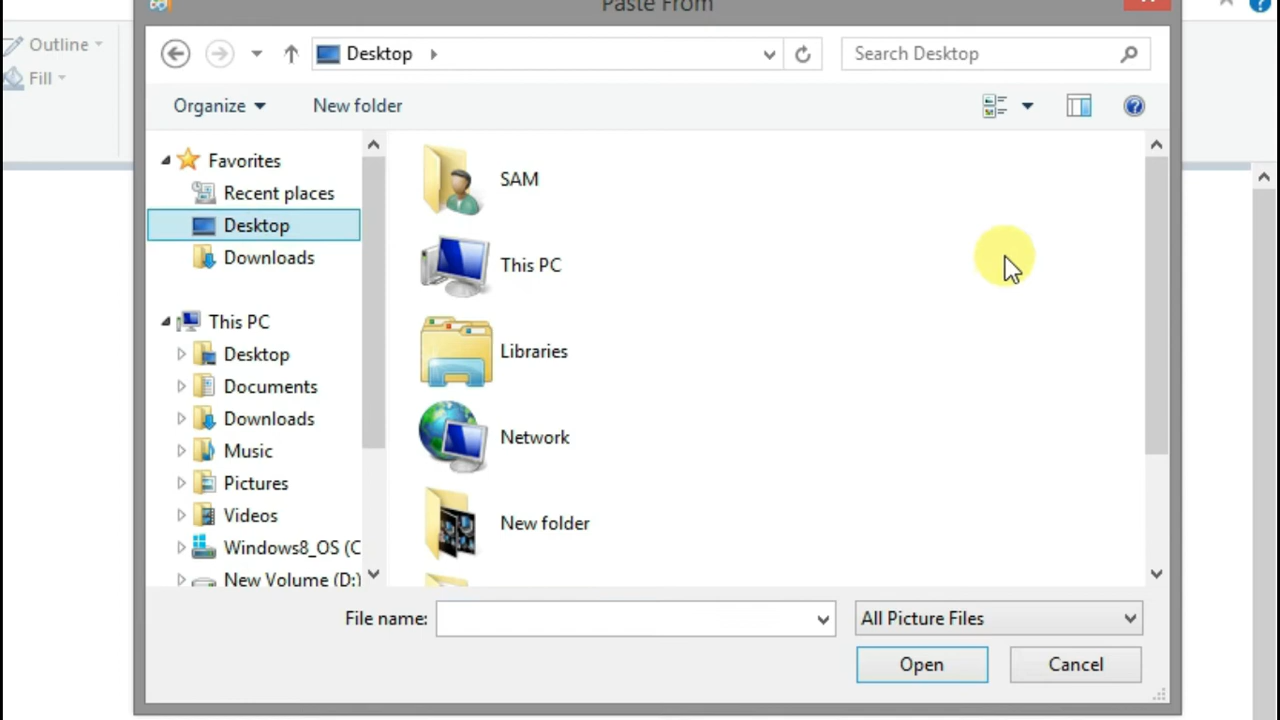 Paste From
Outline
Fill
Desktop
Search Desktop
Organize
New folder
Favorites
Recent places
Desktop
Downloads
This PC
Desktop
Documents
Downloads
Music
Pictures
Videos
Windows8_OS (C
New Volume (D:)
SAM
This PC
Libraries
Network
New folder
File name:
All Picture Files
Open
Cancel